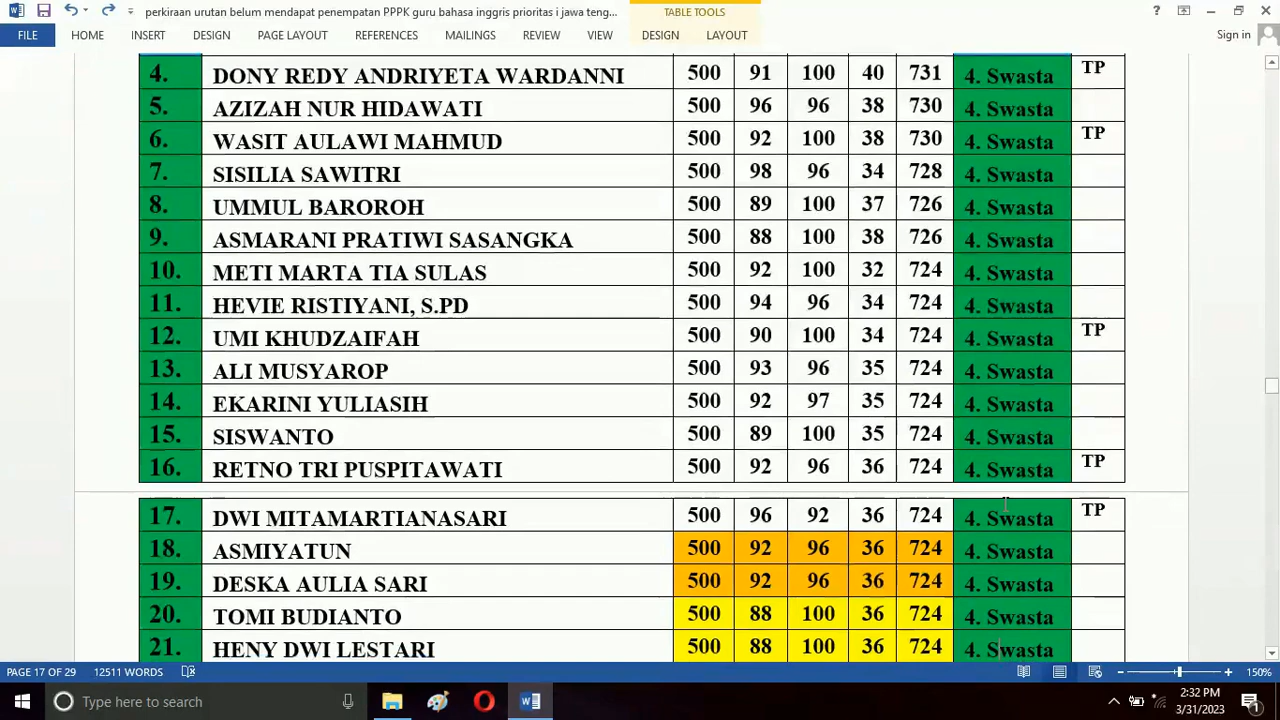 perkiraan urutan belum mendapat penempatan PPPK guru bahasa inggris prioritas i jawa teng...
TABLE TOOLS
?
FILE HOME INSERT DESIGN PAGE LAYOUT REFERENCES MAILINGS REVIEW VIEW DESIGN LAYOUT Sign in
4. DONY REDY ANDRIYETA WARDANNI 500 91 100 40 731 4. Swasta TP
5. AZIZAH NUR HIDAWATI 500 96 96 38 730 4. Swasta
6. WASIT AULAWI MAHMUD 500 92 100 38 730 4. Swasta TP
7. SISILIA SAWITRI 500 98 96 34 728 4. Swasta
8. UMMUL BAROROH 500 89 100 37 726 4. Swasta
9. ASMARANI PRATIWI SASANGKA 500 88 100 38 726 4. Swasta
10. METI MARTA TIA SULAS 500 92 100 32 724 4. Swasta
11. HEVIE RISTIYANI, S.PD 500 94 96 34 724 4. Swasta
12. UMI KHUDZAIFAH 500 90 100 34 724 4. Swasta TP
13. ALI MUSYAROP 500 93 96 35 724 4. Swasta
14. EKARINI YULIASIH 500 92 97 35 724 4. Swasta
15. SISWANTO 500 89 100 35 724 4. Swasta
16. RETNO TRI PUSPITAWATI 500 92 96 36 724 4. Swasta TP
17. DWI MITAMARTIANASARI 500 96 92 36 724 4. Swasta TP
18. ASMIYATUN 500 92 96 36 724 4. Swasta
19. DESKA AULIA SARI 500 92 96 36 724 4. Swasta
20. TOMI BUDIANTO 500 88 100 36 724 4. Swasta
21. HENY DWI LESTARI 500 88 100 36 724 4. Swasta
PAGE 17 OF 29 12511 WORDS 150%
Type here to search
2:32 PM
3/31/2023
1